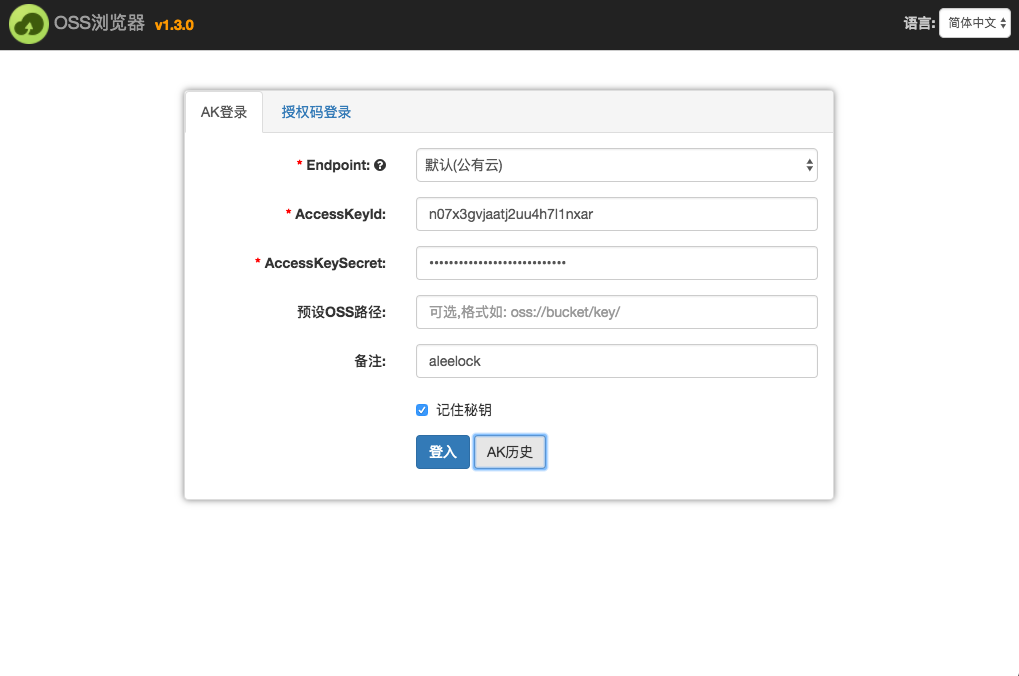 OSS浏览器 v1.3.0 语言: 简体中文
AK登录 授权码登录
* Endpoint: 默认(公有云)
* AccessKeyId: n07x3gvjaatj2uu4h7l1nxar
* AccessKeySecret: ••••••••••••••••••••••••••••
预设OSS路径: 可选,格式如: oss://bucket/key/
备注: aleelock
记住秘钥
登入 AK历史